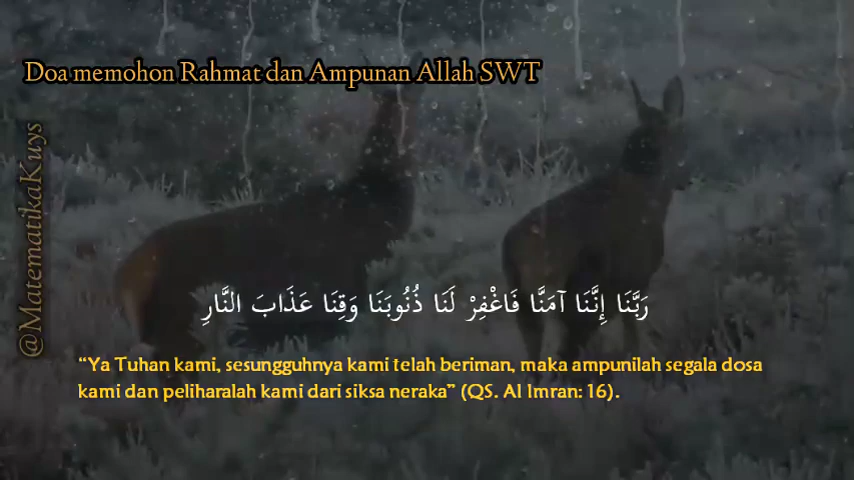 Doa memohon Rahmat dan Ampunan Allah SWT
@MatematikaKuys
رَبَّنَا إِنَّنَا آمَنَّا فَاغْفِرْ لَنَا ذُنُوبَنَا وَقِنَا عَذَابَ النَّارِ
“Ya Tuhan kami, sesungguhnya kami telah beriman, maka ampunilah segala dosa
kami dan peliharalah kami dari siksa neraka” (QS. Al Imran: 16).